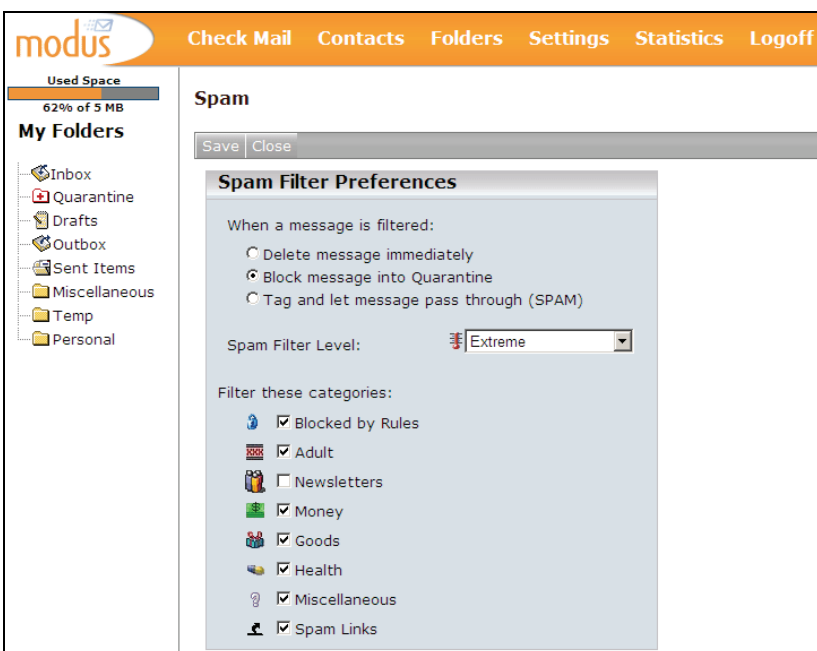 modus
Check Mail Contacts Folders Settings Statistics Logoff
Used Space
62% of 5 MB
My Folders
Inbox
Quarantine
Drafts
Outbox
Sent Items
Miscellaneous
Temp
Personal
Spam
Save Close
Spam Filter Preferences
When a message is filtered:
Delete message immediately
Block message into Quarantine
Tag and let message pass through (SPAM)
Spam Filter Level: Extreme
Filter these categories:
Blocked by Rules
XXX Adult
Newsletters
$ Money
Goods
Health
Miscellaneous
Spam Links